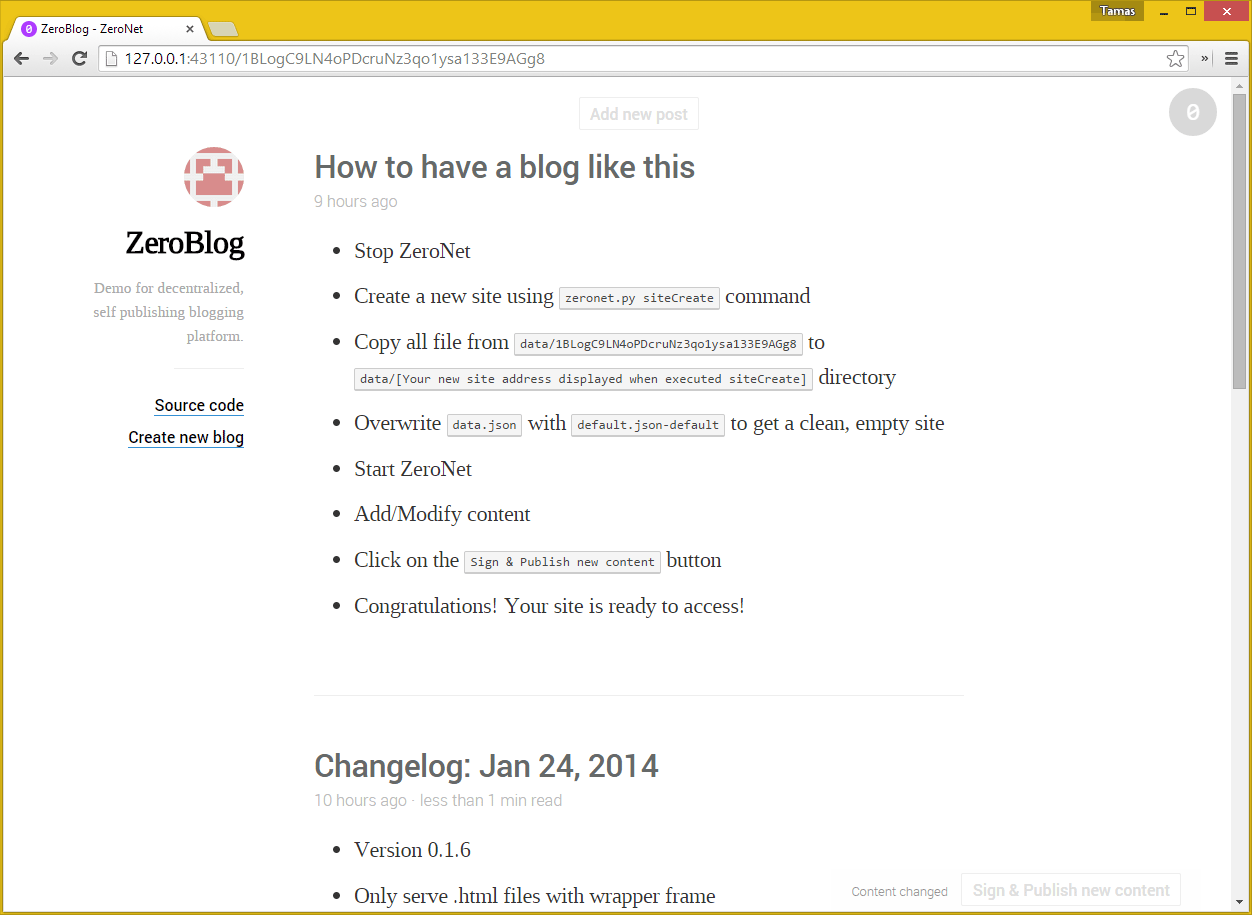 Tamas
ZeroBlog - ZeroNet
127.0.0.1:43110/1BLogC9LN4oPDcruNz3qo1ysa133E9AGg8
Add new post
0
ZeroBlog
Demo for decentralized,
self publishing blogging
platform.
Source code
Create new blog
How to have a blog like this
9 hours ago
• Stop ZeroNet
• Create a new site using zeronet.py siteCreate command
• Copy all file from data/1BLogC9LN4oPDcruNz3qo1ysa133E9AGg8 to
data/[Your new site address displayed when executed siteCreate] directory
• Overwrite data.json with default.json-default to get a clean, empty site
• Start ZeroNet
• Add/Modify content
• Click on the Sign & Publish new content button
• Congratulations! Your site is ready to access!
Changelog: Jan 24, 2014
10 hours ago · less than 1 min read
• Version 0.1.6
• Only serve .html files with wrapper frame
Content changed
Sign & Publish new content